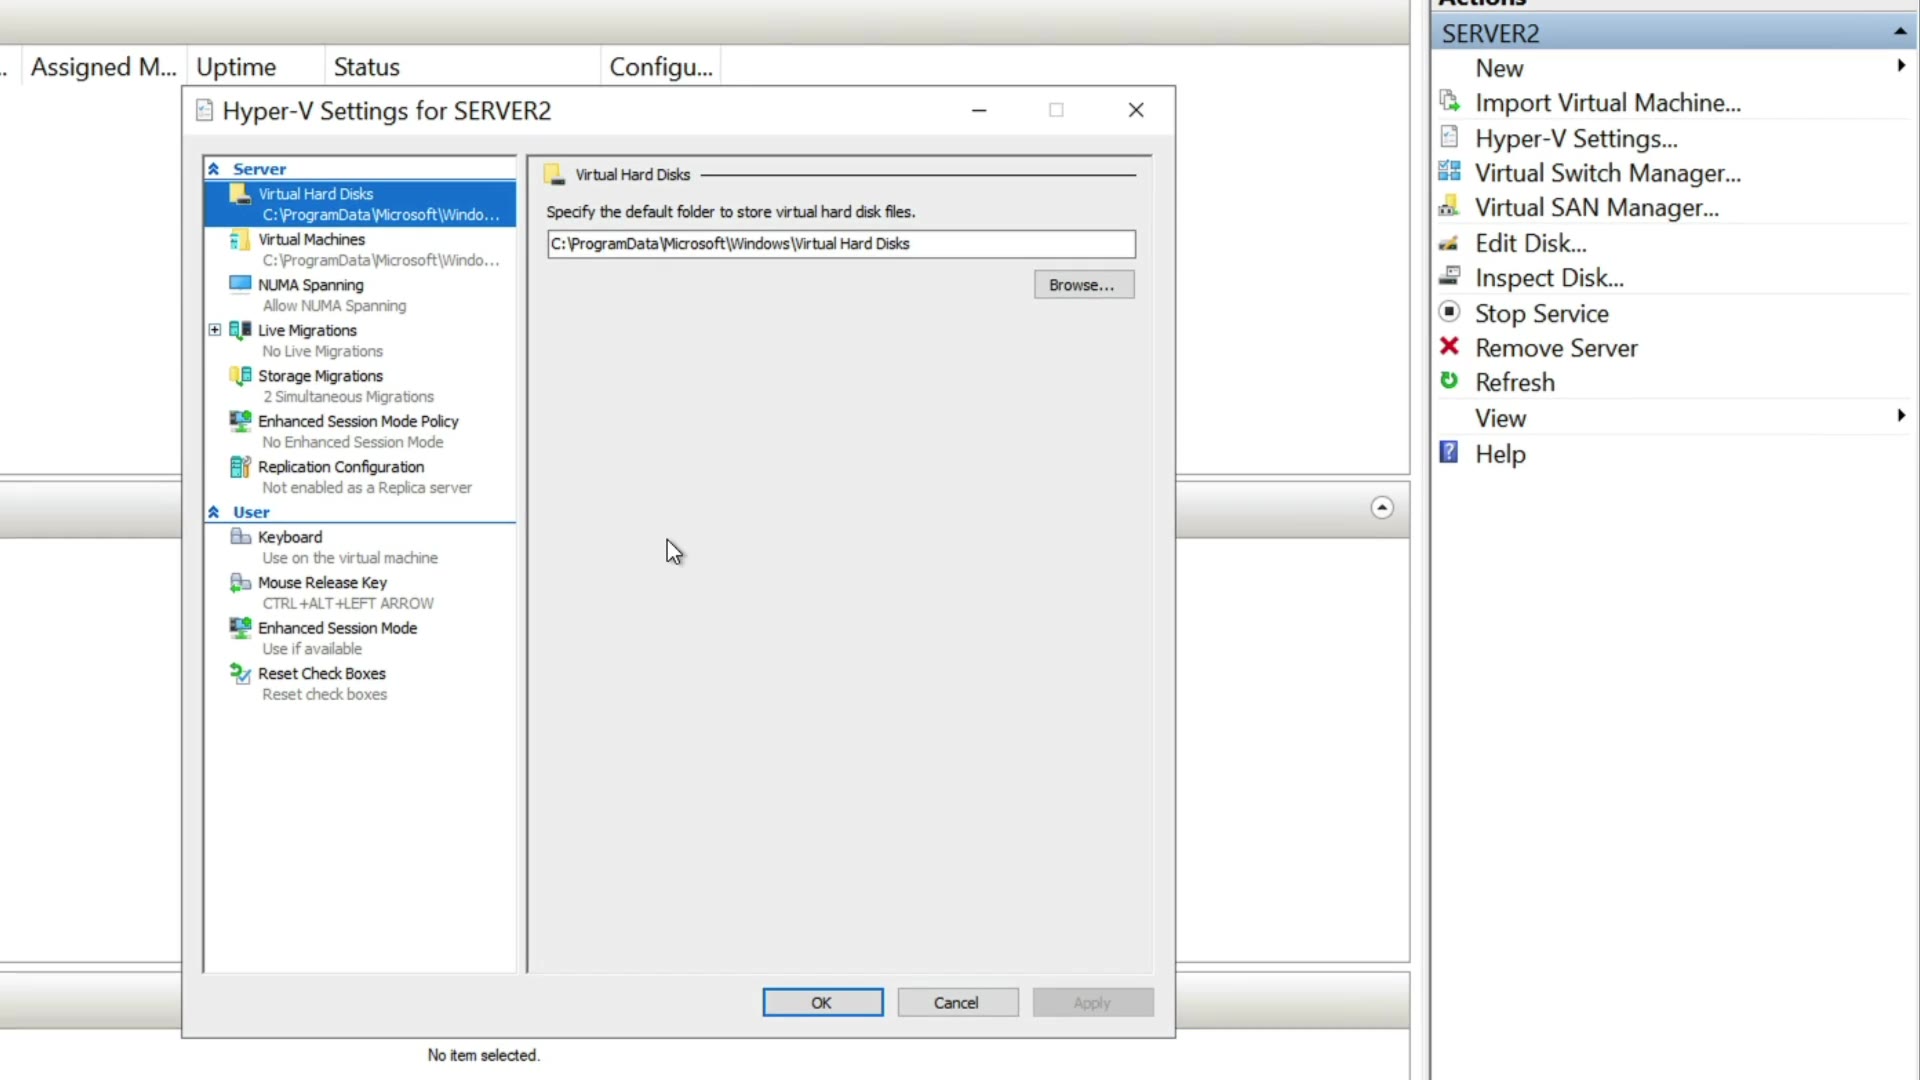 Actions
...
Assigned M...
Uptime
Status
Configu...
Hyper-V Settings for SERVER2
Server
Virtual Hard Disks
C:\ProgramData\Microsoft\Windo...
Virtual Machines
C:\ProgramData\Microsoft\Windo...
NUMA Spanning
Allow NUMA Spanning
Live Migrations
No Live Migrations
Storage Migrations
2 Simultaneous Migrations
Enhanced Session Mode Policy
No Enhanced Session Mode
Replication Configuration
Not enabled as a Replica server
User
Keyboard
Use on the virtual machine
Mouse Release Key
CTRL+ALT+LEFT ARROW
Enhanced Session Mode
Use if available
Reset Check Boxes
Reset check boxes
Virtual Hard Disks
Specify the default folder to store virtual hard disk files.
C:\ProgramData\Microsoft\Windows\Virtual Hard Disks
Browse...
OK
Cancel
Apply
No item selected.
SERVER2
New
Import Virtual Machine...
Hyper-V Settings...
Virtual Switch Manager...
Virtual SAN Manager...
Edit Disk...
Inspect Disk...
Stop Service
Remove Server
Refresh
View
Help